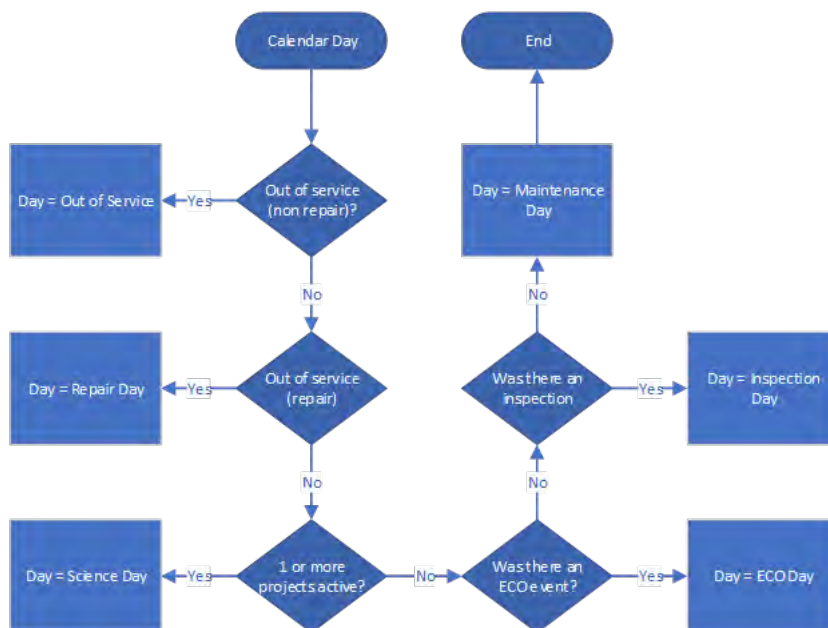 Calendar Day
End
Day = Out of Service
Yes
Out of service
(non repair)?
Day = Maintenance
Day
No
No
Day = Repair Day
Yes
Out of service
(repair)
Was there an
inspection
Yes
Day = Inspection
Day
No
No
Day = Science Day
Yes
1 or more
projects active?
No
Was there an
ECO event?
Yes
Day = ECO Day